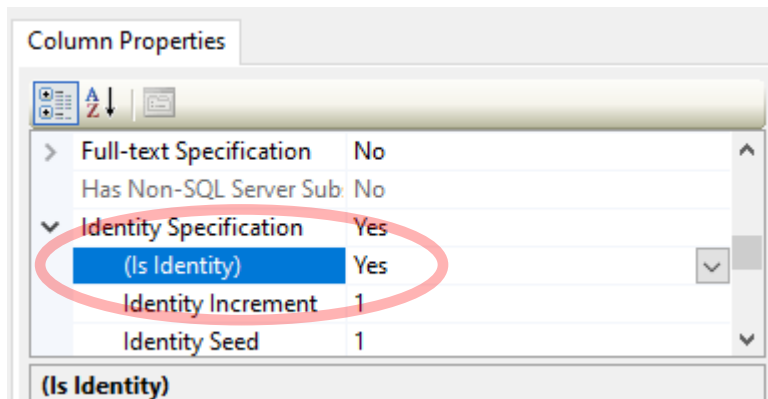 Column Properties
A
Z
Full-text Specification No
Has Non-SQL Server Sub: No
Identity Specification Yes
(Is Identity) Yes
Identity Increment 1
Identity Seed 1
(Is Identity)